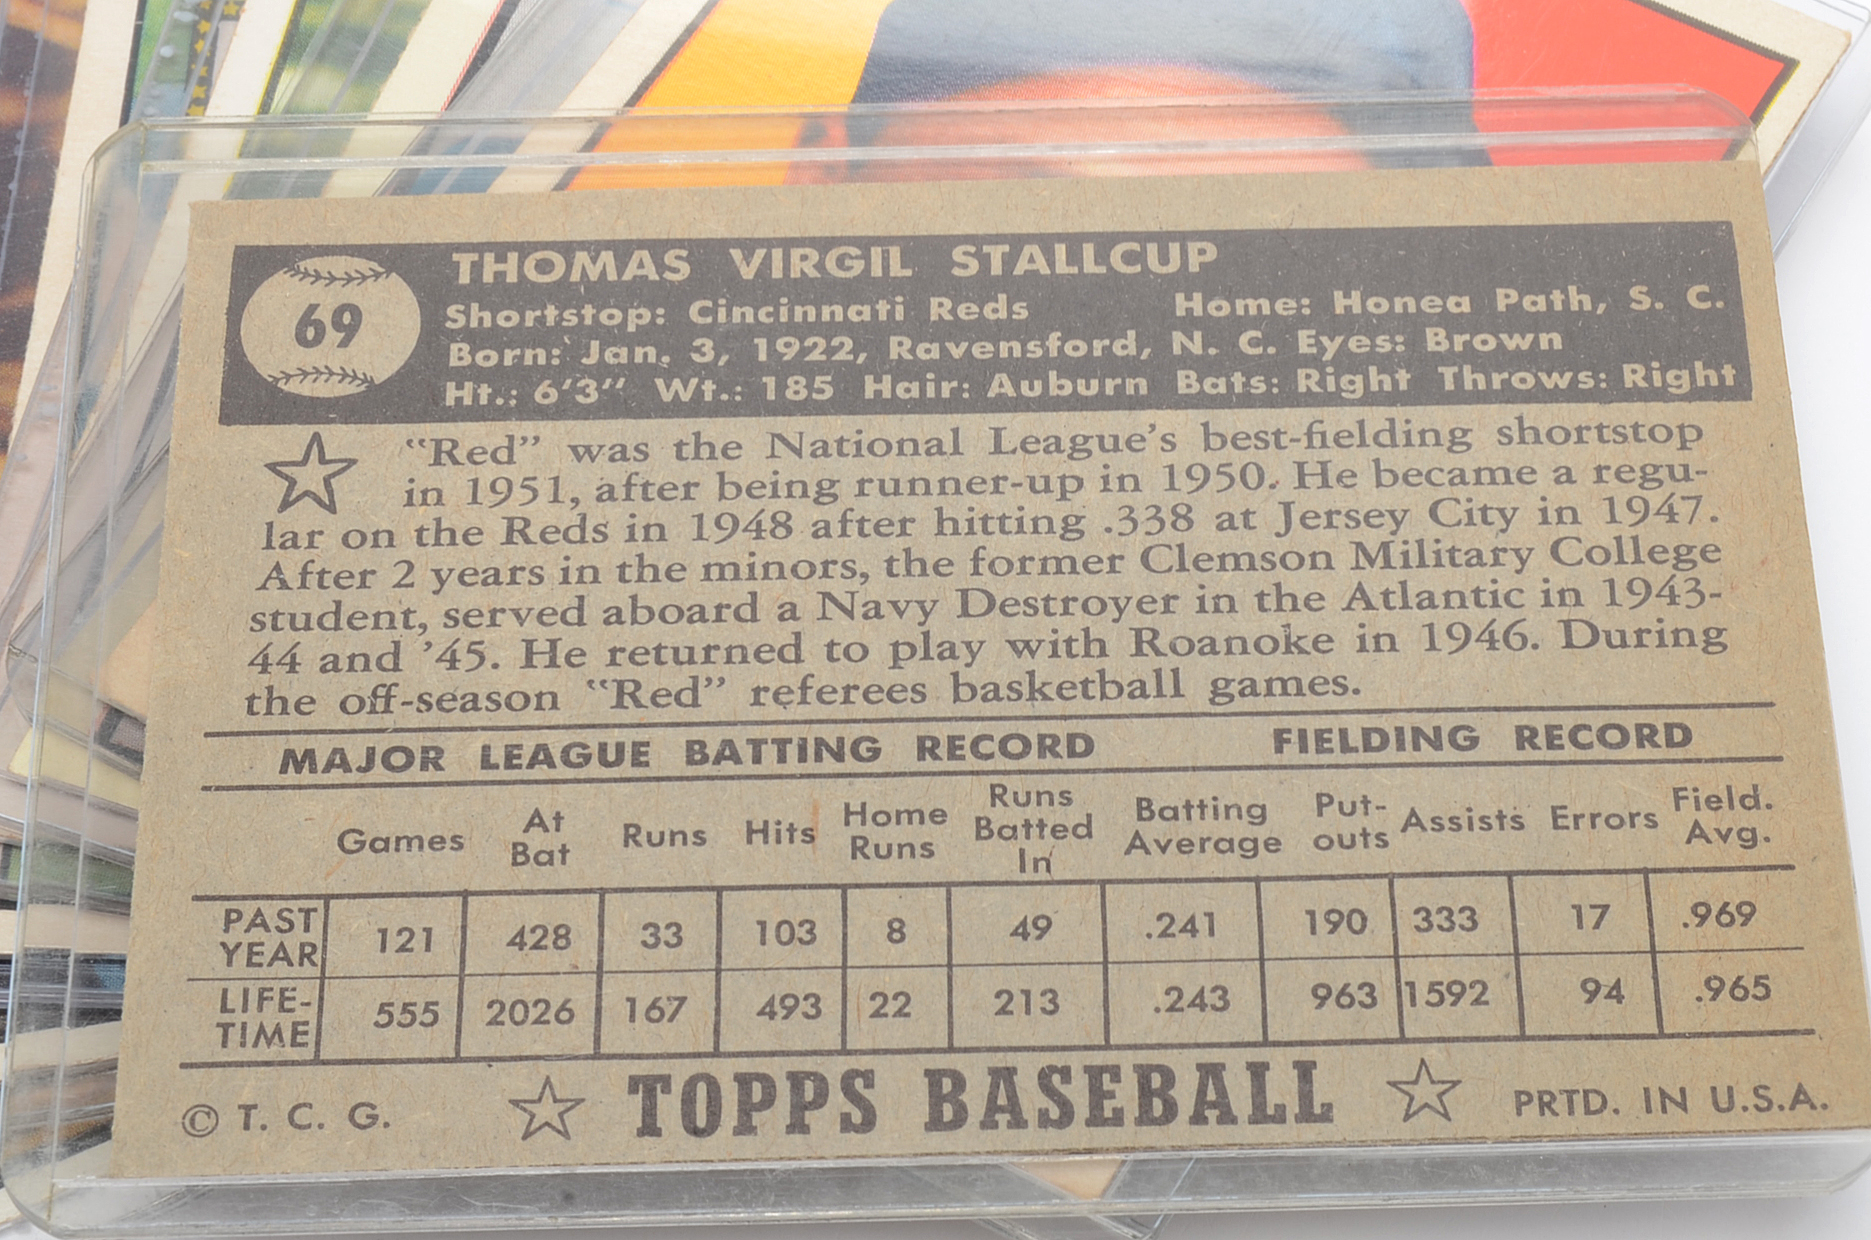 69
THOMAS VIRGIL STALLCUP
Shortstop: Cincinnati Reds Home: Honea Path, S. C.
Born: Jan. 3, 1922, Ravensford, N. C. Eyes: Brown
Ht.: 6'3" Wt.: 185 Hair: Auburn Bats: Right Throws: Right
"Red" was the National League's best-fielding shortstop
in 1951, after being runner-up in 1950. He became a regu-
lar on the Reds in 1948 after hitting .338 at Jersey City in 1947.
After 2 years in the minors, the former Clemson Military College
student, served aboard a Navy Destroyer in the Atlantic in 1943-
44 and '45. He returned to play with Roanoke in 1946. During
the off-season "Red" referees basketball games.
MAJOR LEAGUE BATTING RECORD FIELDING RECORD
Games At Bat Runs Hits Home Runs Runs Batted In Batting Average Put-outs Assists Errors Field. Avg.
PAST YEAR 121 428 33 103 8 49 .241 190 333 17 .969
LIFE-TIME 555 2026 167 493 22 213 .243 963 1592 94 .965
© T. C. G. TOPPS BASEBALL PRTD. IN U.S.A.